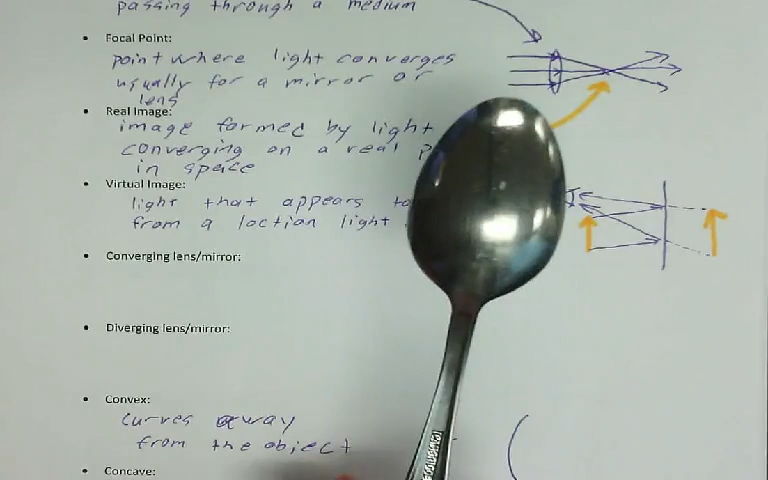 passing through a medium
• Focal Point:
point where light converges
usually for a mirror or
lens
• Real Image:
image formed by light
converging on a real
in space
• Virtual Image:
light that appears
from a loction light
• Converging lens/mirror:
• Diverging lens/mirror:
• Convex:
curves away
from the object
• Concave: